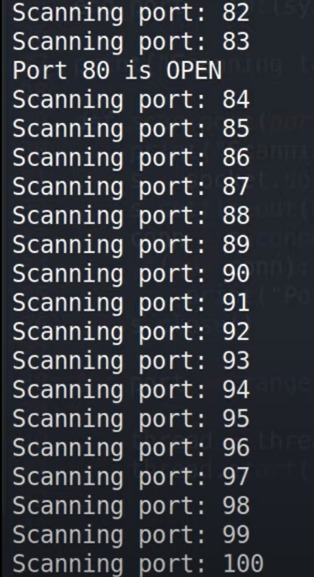 Scanning port: 82
Scanning port: 83
Port 80 is OPEN
Scanning port: 84
Scanning port: 85
Scanning port: 86
Scanning port: 87
Scanning port: 88
Scanning port: 89
Scanning port: 90
Scanning port: 91
Scanning port: 92
Scanning port: 93
Scanning port: 94
Scanning port: 95
Scanning port: 96
Scanning port: 97
Scanning port: 98
Scanning port: 99
Scanning port: 100